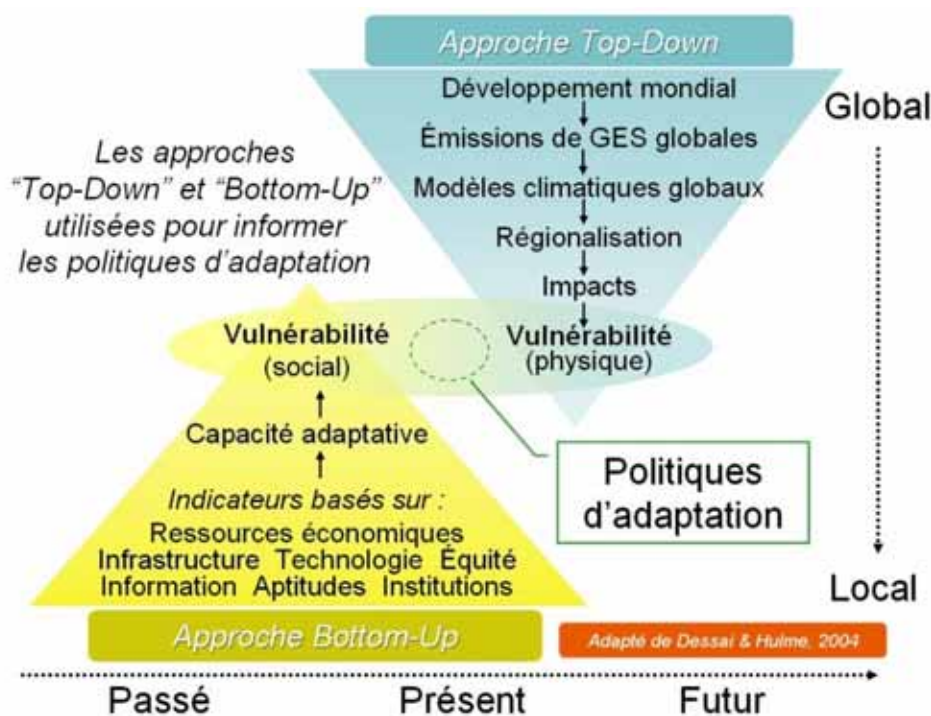 Approche Top-Down
Développement mondial
Émissions de GES globales
Modèles climatiques globaux
Régionalisation
Impacts
Vulnérabilité
(physique)
Global
Local
Les approches
“Top-Down” et “Bottom-Up”
utilisées pour informer
les politiques d’adaptation
Vulnérabilité
(social)
Capacité adaptative
Indicateurs basés sur :
Ressources économiques
Infrastructure Technologie Équité
Information Aptitudes Institutions
Politiques
d’adaptation
Approche Bottom-Up
Adapté de Dessai & Hulme, 2004
Passé Présent Futur